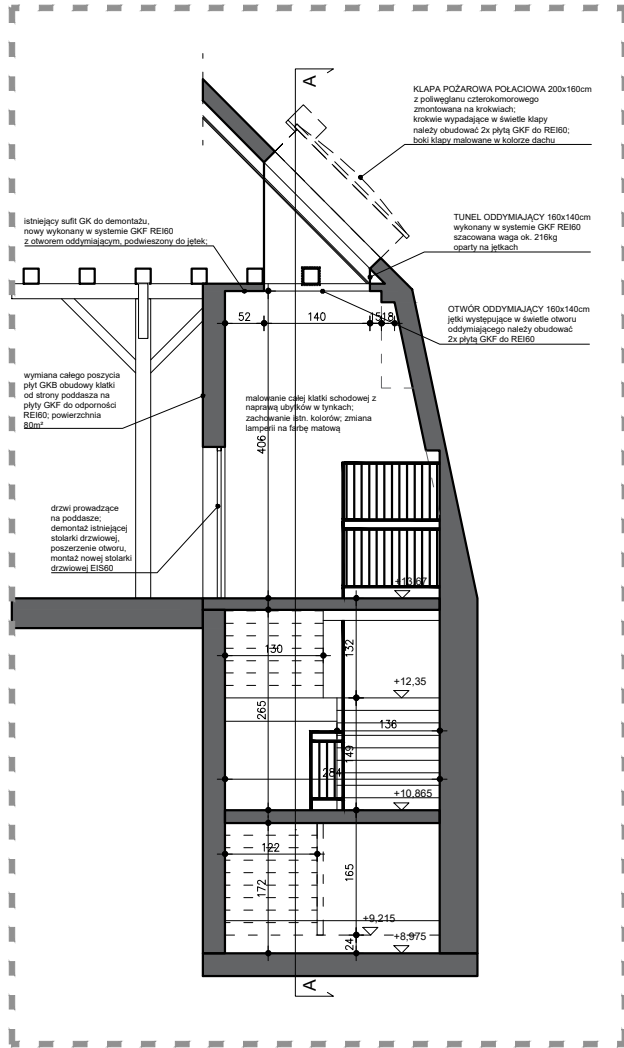 A
KLAPA POŻAROWA POŁACIOWA 200x160cm
z poliwęglanu czterokomorowego
zmontowana na krokwiach;
krokwie wypadające w świetle klapy
należy obudować 2x płytą GKF do REI60;
boki klapy malowane w kolorze dachu
istniejący sufit GK do demontażu,
nowy wykonany w systemie GKF REI60
z otworem oddymiającym, podwieszony do jętek;
TUNEL ODDYMIAJĄCY 160x140cm
wykonany w systemie GKF REI60
szacowana waga ok. 216kg
oparty na jętkach
OTWÓR ODDYMIAJĄCY 160x140cm
jętki występujące w świetle otworu
oddymiającego należy obudować
2x płytą GKF do REI60
52
140
15
18
wymiana całego poszycia
płyt GKB obudowy klatki
od strony poddasza na
płyty GKF do odporności
REI60; powierzchnia
80m²
malowanie całej klatki schodowej z
naprawą ubytków w tynkach;
zachowanie istn. kolorów; zmiana
lamperii na farbę matową
406
drzwi prowadzące
na poddasze;
demontaż istniejącej
stolarki drzwiowej,
poszerzenie otworu,
montaż nowej stolarki
drzwiowej EIS60
+13,67
130
132
+12,35
265
136
149
284
+10,865
122
172
165
+9,215
24
+8,975
A